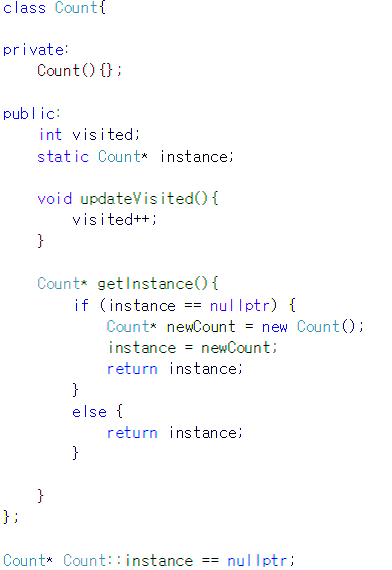 class Count{
private:
Count(){};
public:
int visited;
static Count* instance;
void updateVisited(){
visited++;
}
Count* getInstance(){
if (instance == nullptr) {
Count* newCount = new Count();
instance = newCount;
return instance;
}
else {
return instance;
}
}
};
Count* Count::instance == nullptr;